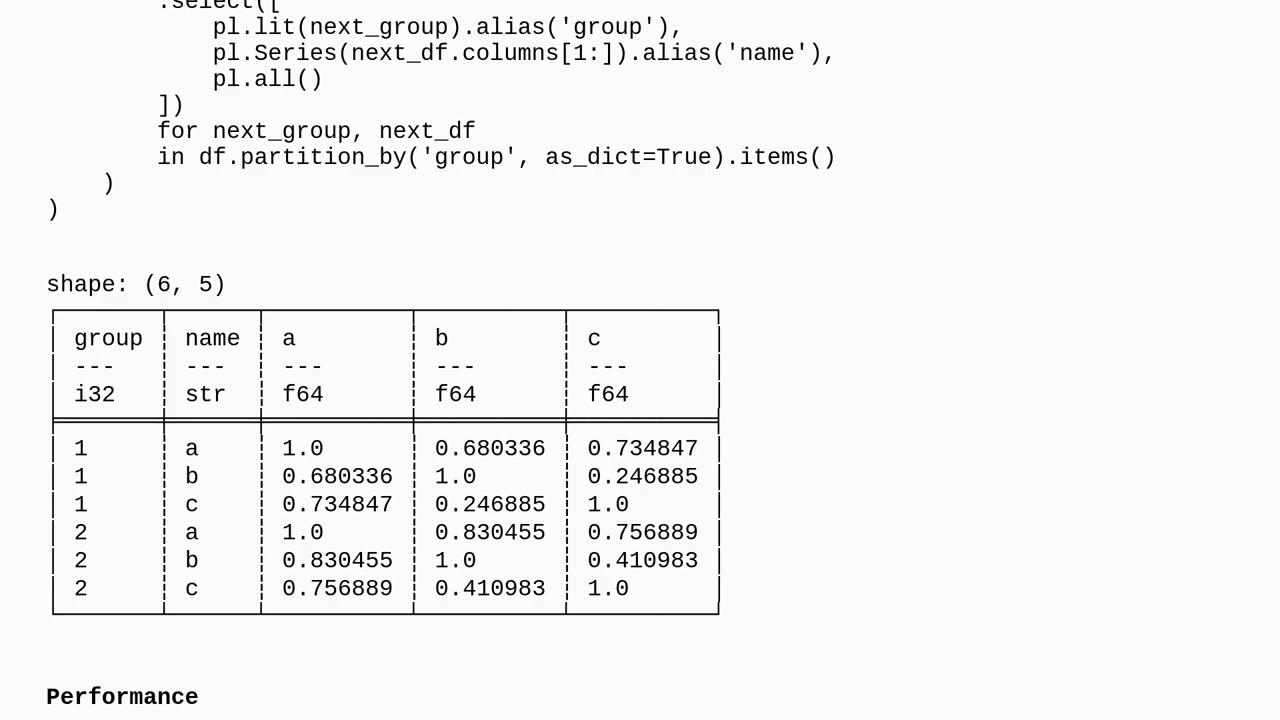 .select([
pl.lit(next_group).alias('group'),
pl.Series(next_df.columns[1:]).alias('name'),
pl.all()
])
for next_group, next_df
in df.partition_by('group', as_dict=True).items()
)
)
shape: (6, 5)
group name a b c
--- --- --- --- ---
i32 str f64 f64 f64
1 a 1.0 0.680336 0.734847
1 b 0.680336 1.0 0.246885
1 c 0.734847 0.246885 1.0
2 a 1.0 0.830455 0.756889
2 b 0.830455 1.0 0.410983
2 c 0.756889 0.410983 1.0
Performance